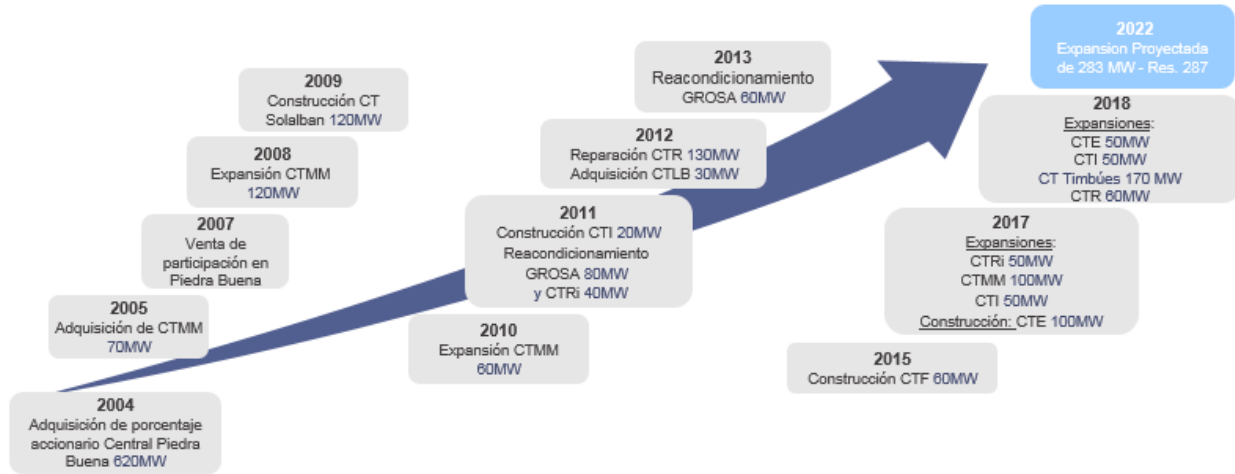 2004
Adquisición de porcentaje
accionario Central Piedra
Buena 620MW
2005
Adquisición de CTMM
70MW
2007
Venta de
participación en
Piedra Buena
2008
Expansión CTMM
120MW
2009
Construcción CT
Solalban 120MW
2010
Expansión CTMM
60MW
2011
Construcción CTI 20MW
Reacondicionamiento
GROSA 80MW
y CTRi 40MW
2012
Reparación CTR 130MW
Adquisición CTLB 30MW
2013
Reacondicionamiento
GROSA 60MW
2015
Construcción CTF 60MW
2017
Expansiones:
CTRi 50MW
CTMM 100MW
CTI 50MW
Construcción: CTE 100MW
2018
Expansiones:
CTE 50MW
CTI 50MW
CT Timbúes 170 MW
CTR 60MW
2022
Expansion Proyectada
de 283 MW - Res. 287